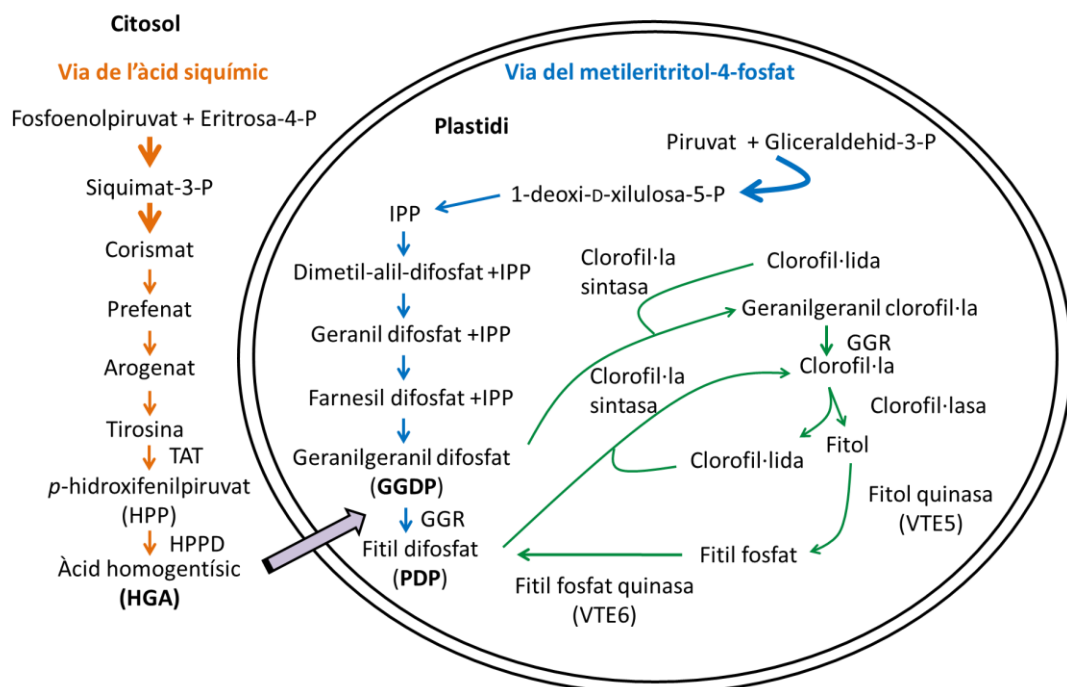 Citosol
Via de l'àcid siquímic
Fosfoenolpiruvat + Eritrosa-4-P
Siquimat-3-P
Corismat
Prefenat
Arogenat
Tirosina
TAT
p-hidroxifenilpiruvat
(HPP)
HPPD
Àcid homogentísic
(HGA)
Via del metileritritol-4-fosfat
Plastidi
Piruvat + Gliceraldehid-3-P
1-deoxi-D-xilulosa-5-P
IPP
Dimetil-alil-difosfat +IPP
Geranil difosfat +IPP
Farnesil difosfat +IPP
Geranilgeranil difosfat
(GGDP)
GGR
Fitil difosfat
(PDP)
Clorofil·la
sintasa
Clorofil·lida
Geranilgeranil clorofil·la
GGR
Clorofil·la
Clorofil·la
sintasa
Clorofil·lasa
Clorofil·lida
Fitol
Fitol quinasa
(VTE5)
Fitil fosfat
Fitil fosfat quinasa
(VTE6)